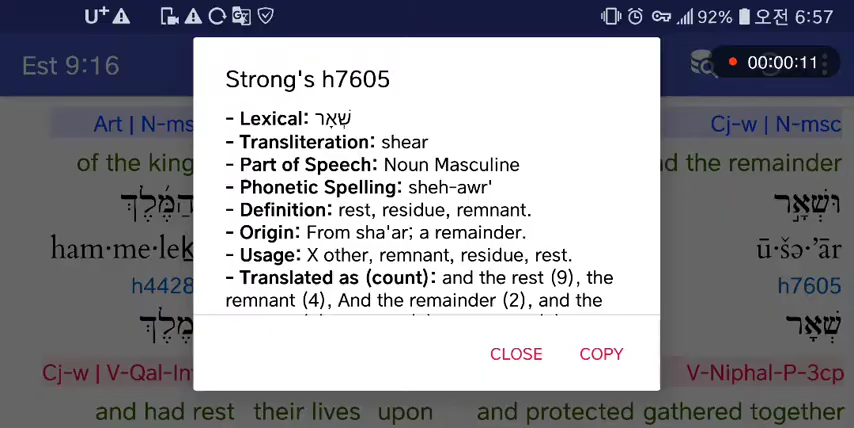 U+ 92% 오전 6:57
Est 9:16
00:00:11
Strong's h7605
- Lexical: שְׁאָר
- Transliteration: shear
- Part of Speech: Noun Masculine
- Phonetic Spelling: sheh-awr'
- Definition: rest, residue, remnant.
- Origin: From sha'ar; a remainder.
- Usage: X other, remnant, residue, rest.
- Translated as (count): and the rest (9), the
remnant (4), And the remainder (2), and the
CLOSE COPY
Art | N-ms
Cj-w | N-msc
of the king
d the remainder
הַמֶּ֜לֶךְ
וּשְׁאָ֣ר
ham·me·leḵ
ū·šə·’ār
h4428
h7605
מֶלֶךְ
שְׁאָר
Cj-w | V-Qal-Inf
V-Niphal-P-3cp
and had rest their lives upon and protected gathered together